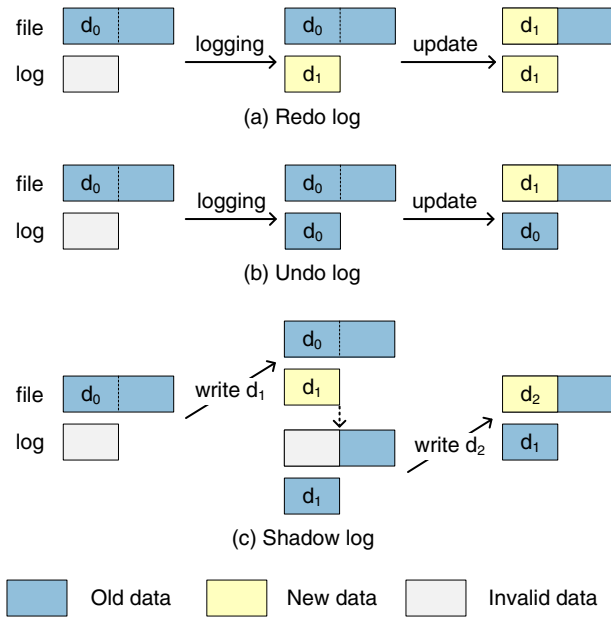 file d₀ d₀ d₁
logging update
log d₁ d₁
(a) Redo log
file d₀ d₀ d₁
logging update
log d₀ d₀
(b) Undo log
d₀
file d₀ write d₁ d₁ d₂
log write d₂ d₁
d₁
(c) Shadow log
Old data New data Invalid data